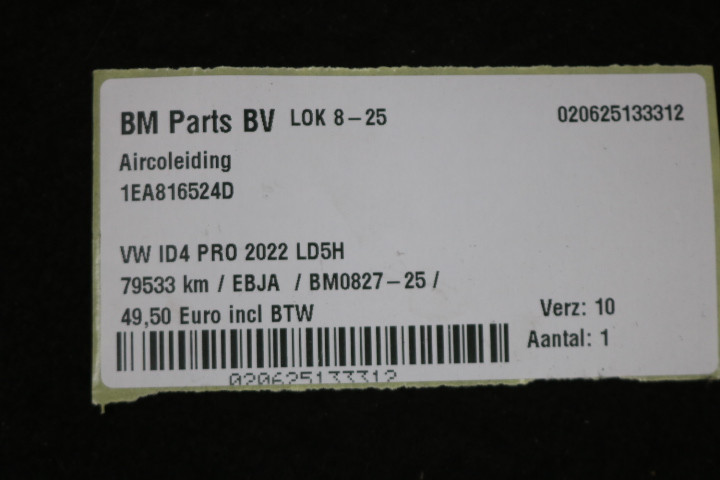 BM Parts BV LOK 8-25 020625133312
Aircoleiding
1EA816524D
VW ID4 PRO 2022 LD5H
79533 km / EBJA / BM0827-25 /
49,50 Euro incl BTW Verz: 10
Aantal: 1
020625133312